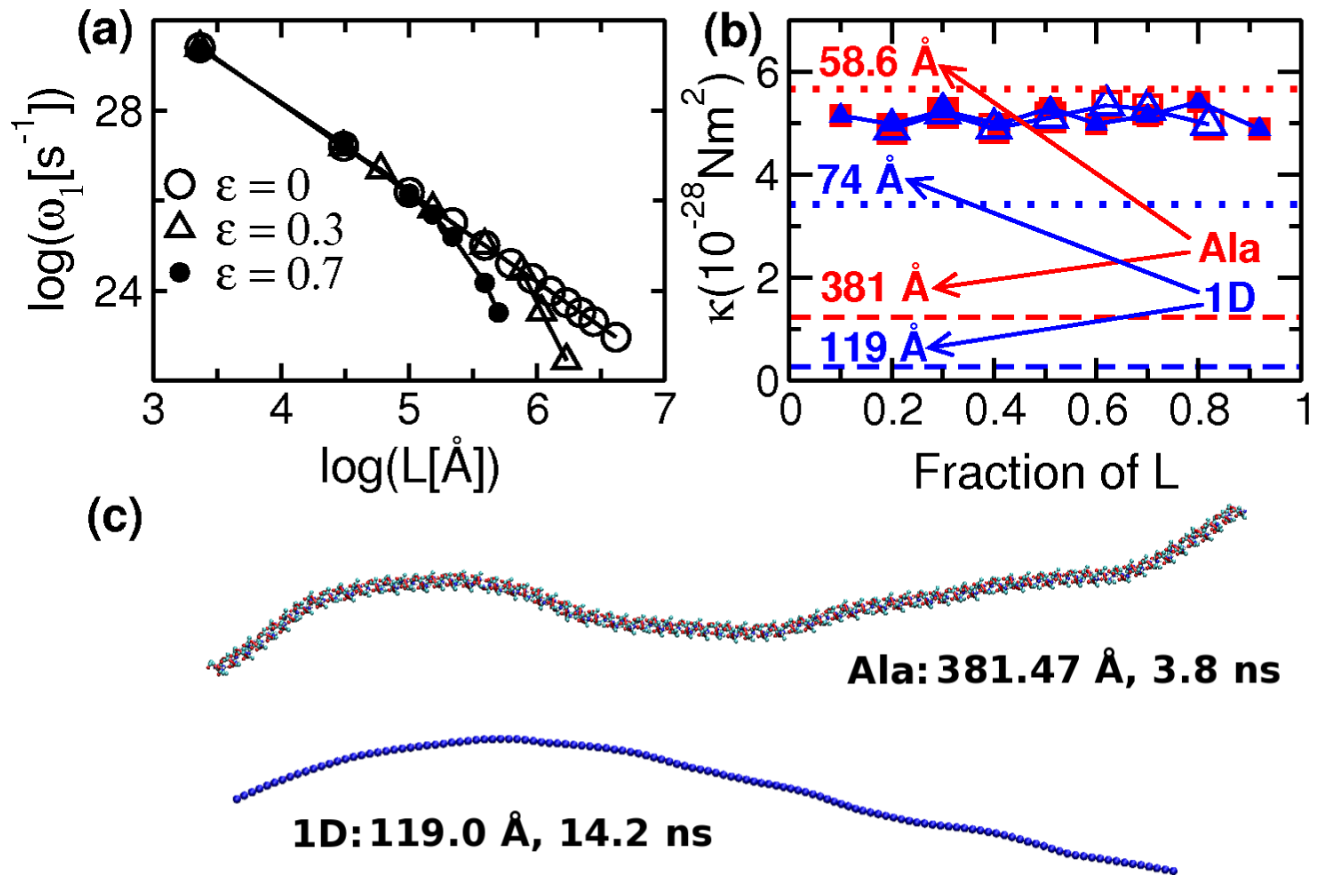 (a)
log(ω₁[s⁻¹])
28
24
ε = 0
ε = 0.3
ε = 0.7
3 4 5 6 7
log(L[Å])
(b)
κ(10⁻²⁸Nm²)
6
4
2
0
58.6 Å
74 Å
381 Å
119 Å
Ala
1D
0 0.2 0.4 0.6 0.8 1
Fraction of L
(c)
Ala: 381.47 Å, 3.8 ns
1D: 119.0 Å, 14.2 ns